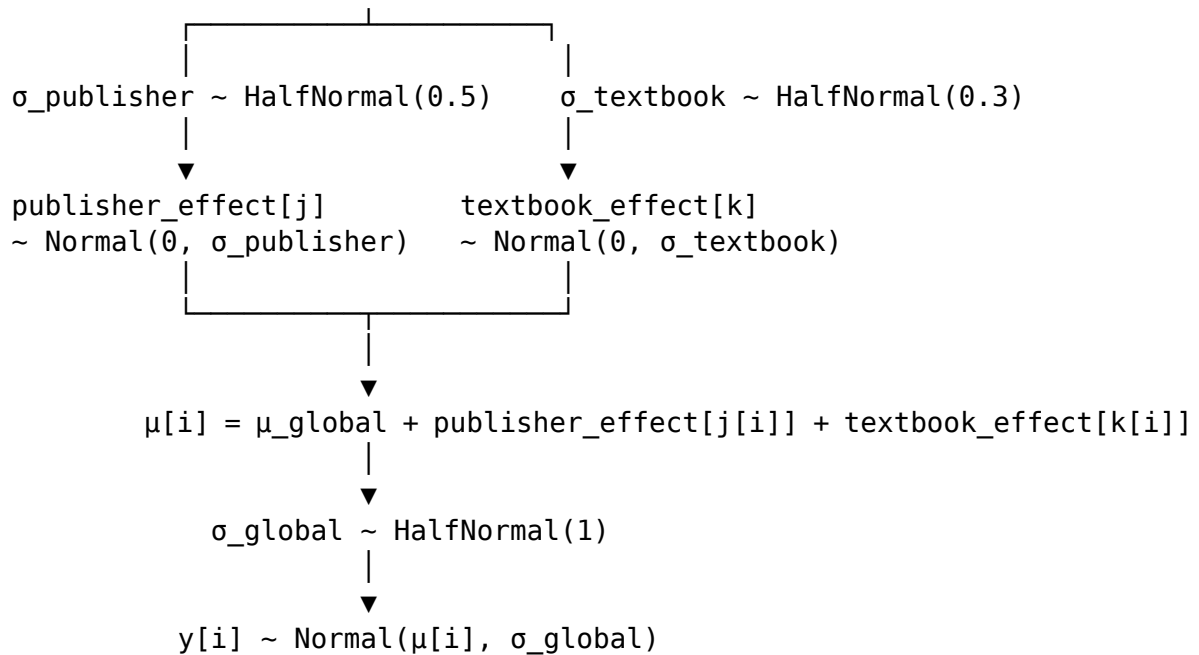 σ_publisher ~ HalfNormal(0.5) σ_textbook ~ HalfNormal(0.3)
publisher_effect[j] textbook_effect[k]
~ Normal(0, σ_publisher) ~ Normal(0, σ_textbook)
μ[i] = μ_global + publisher_effect[j[i]] + textbook_effect[k[i]]
σ_global ~ HalfNormal(1)
y[i] ~ Normal(μ[i], σ_global)